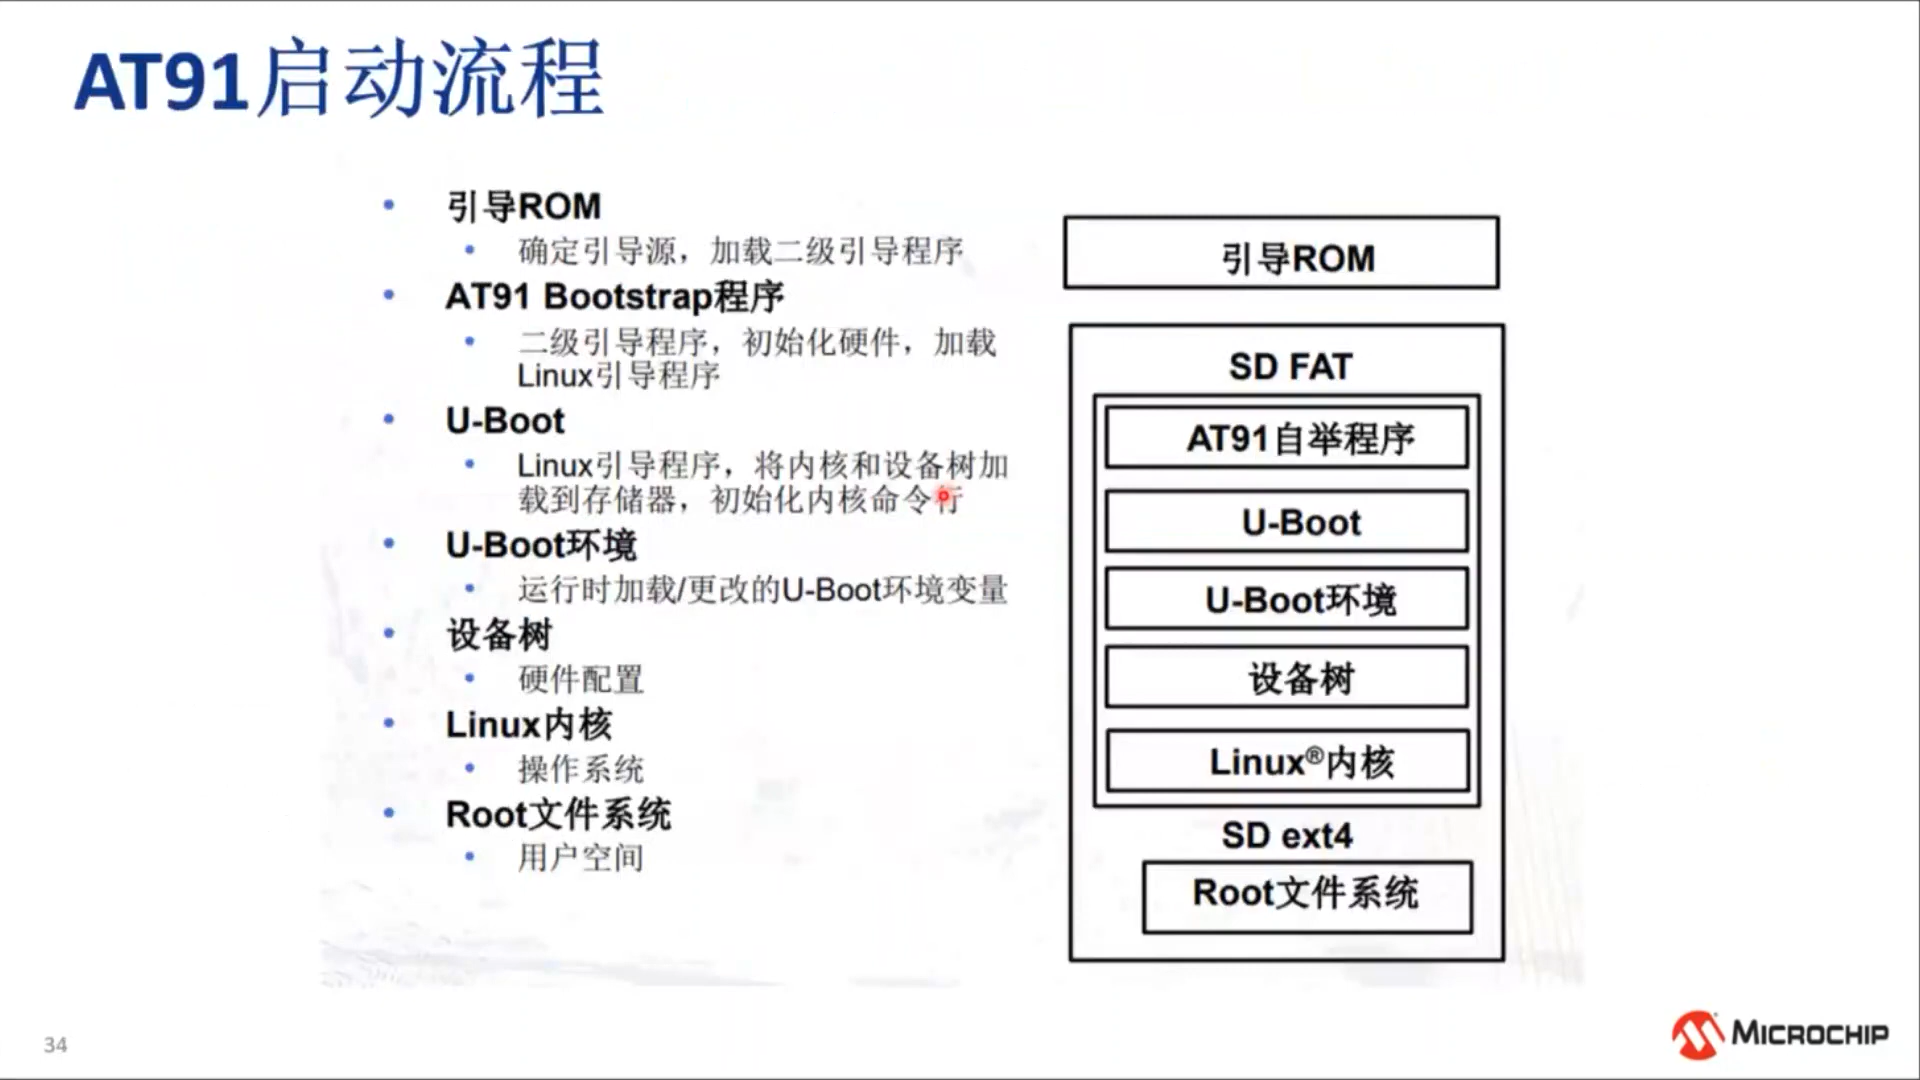 AT91启动流程
引导ROM
确定引导源，加载二级引导程序
AT91 Bootstrap程序
二级引导程序，初始化硬件，加载
Linux引导程序
U-Boot
Linux引导程序，将内核和设备树加
载到存储器，初始化内核命令行
U-Boot环境
运行时加载/更改的U-Boot环境变量
设备树
硬件配置
Linux内核
操作系统
Root文件系统
用户空间
引导ROM
SD FAT
AT91自举程序
U-Boot
U-Boot环境
设备树
Linux®内核
SD ext4
Root文件系统
34
MICROCHIP